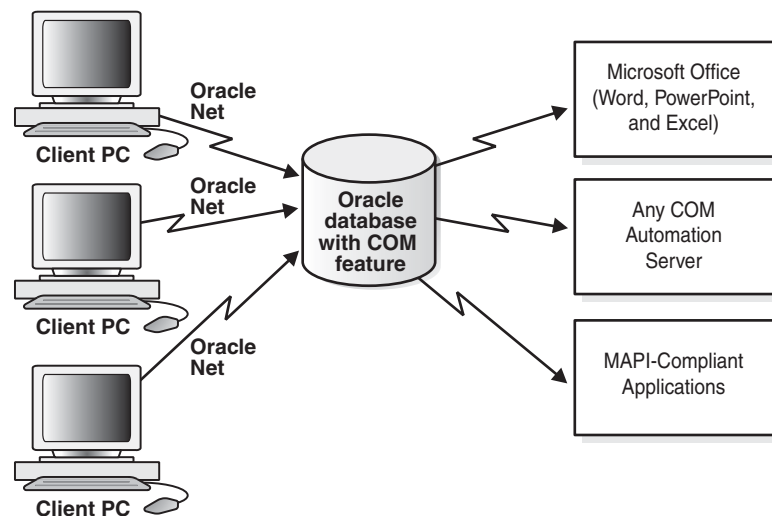 Oracle
Net
Client PC
Oracle
Net
Client PC
Oracle
Net
Client PC
Oracle
database
with COM
feature
Microsoft Office
(Word, PowerPoint,
and Excel)
Any COM
Automation
Server
MAPI-Compliant
Applications